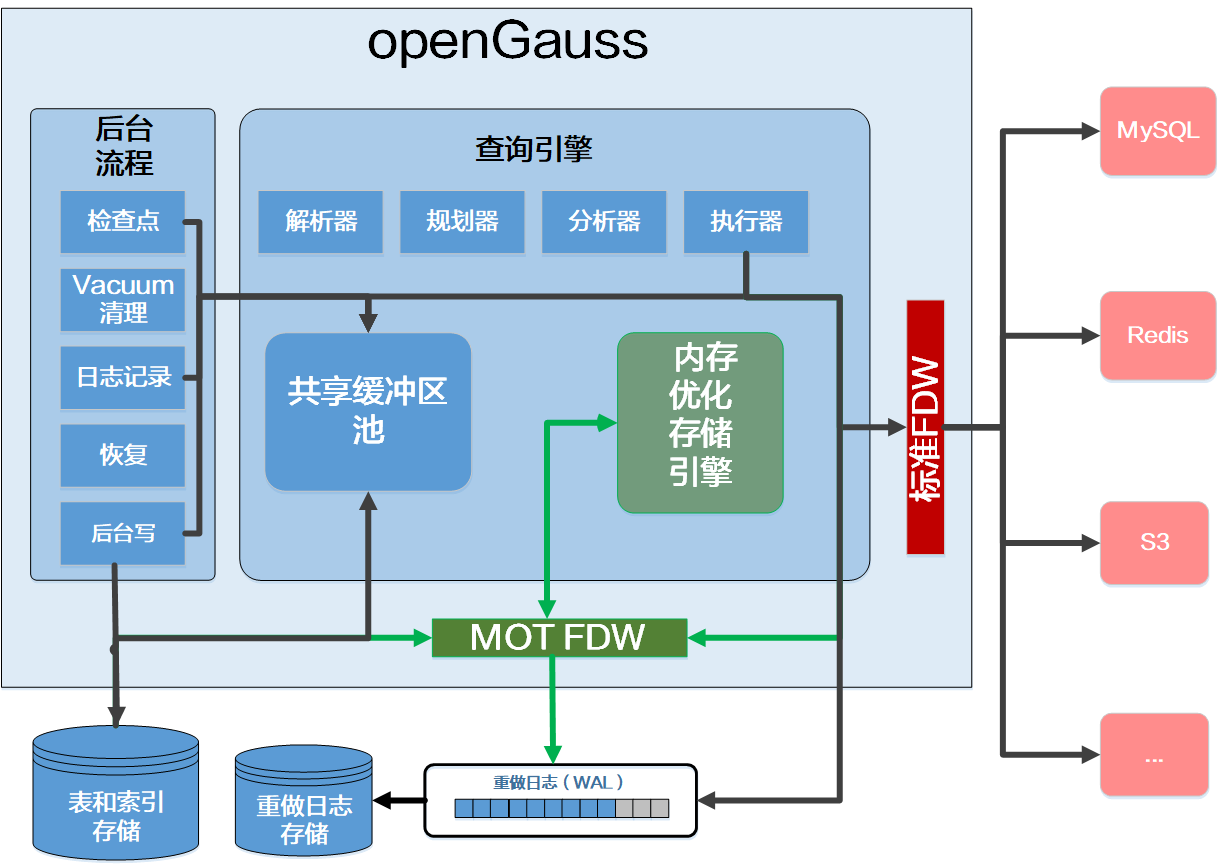 openGauss
后台
流程
检查点
Vacuum
清理
日志记录
恢复
后台写
查询引擎
解析器
规划器
分析器
执行器
共享缓冲区
池
内存
优化
存储
引擎
MOT FDW
标准FDW
MySQL
Redis
S3
...
表和索引
存储
重做日志
存储
重做日志（WAL）